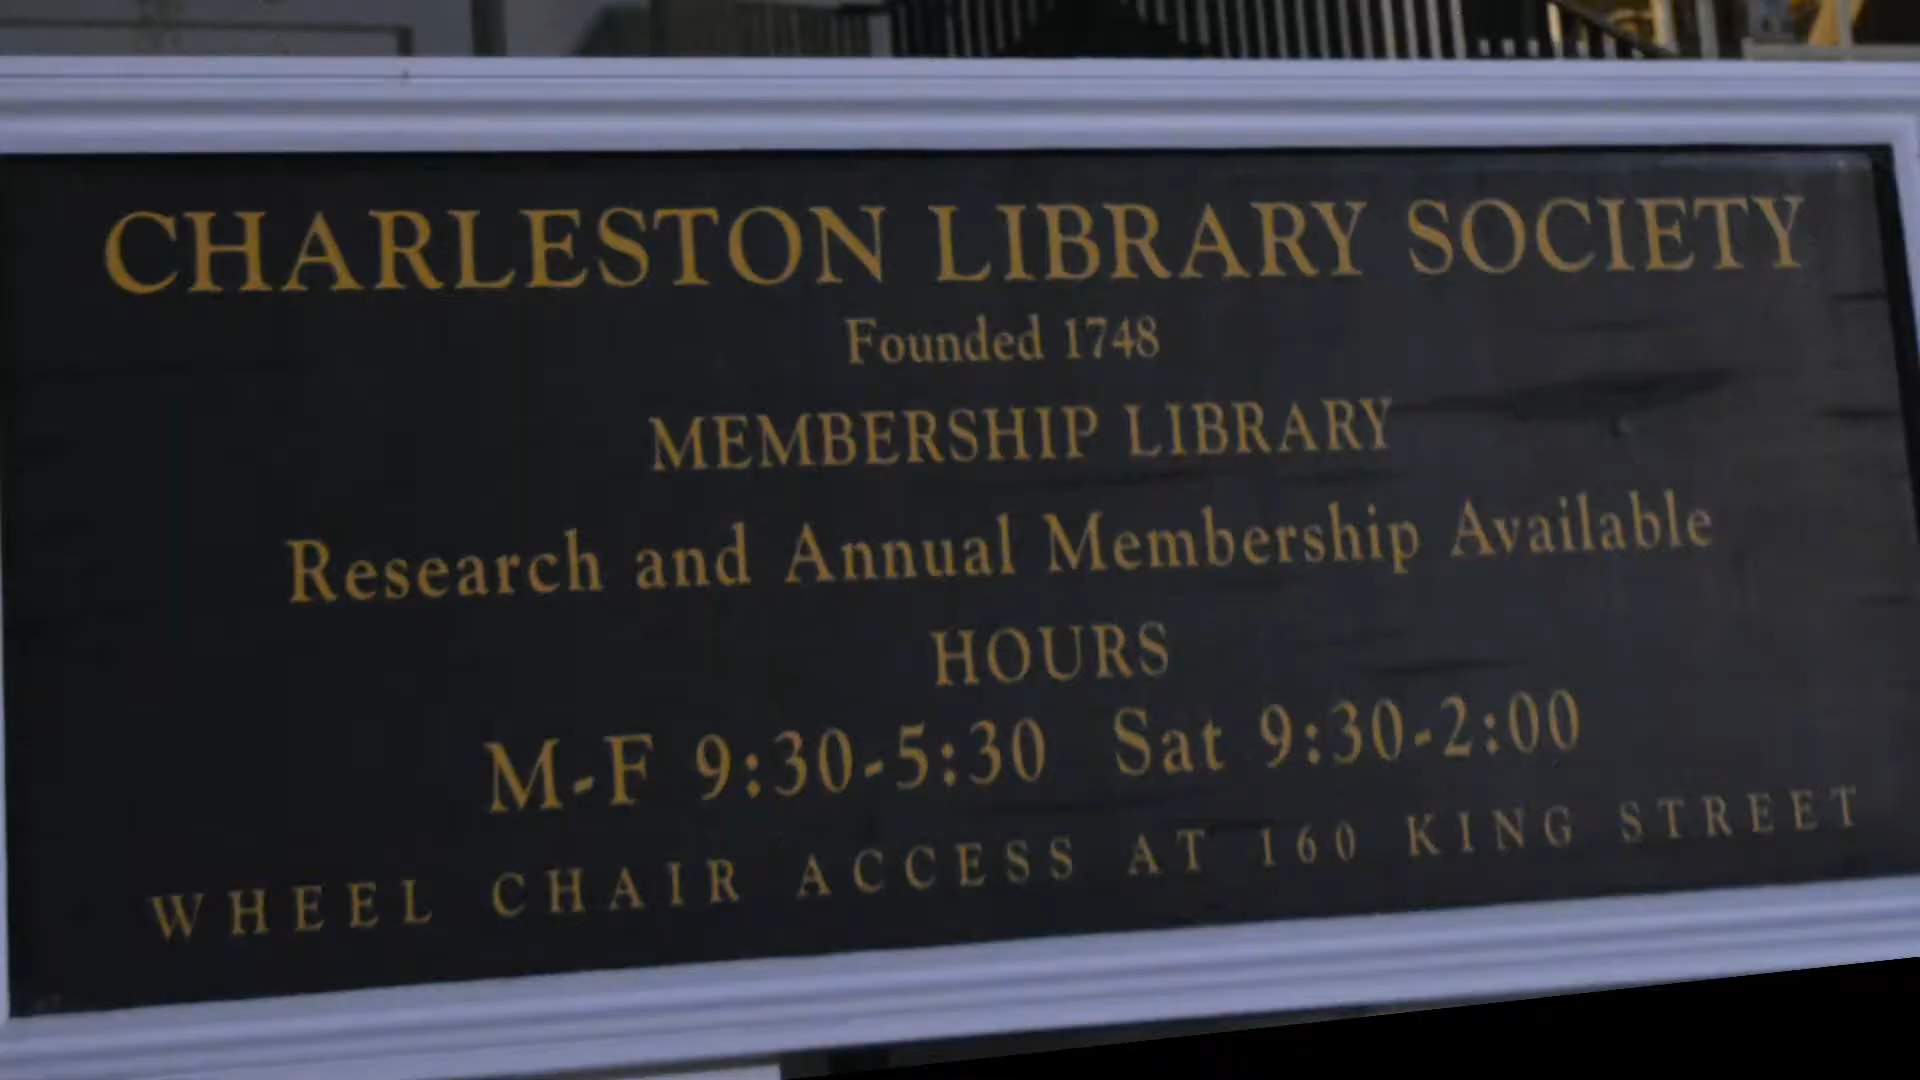 CHARLESTON LIBRARY SOCIETY
Founded 1748
MEMBERSHIP LIBRARY
Research and Annual Membership Available
HOURS
M-F 9:30-5:30 Sat 9:30-2:00
WHEEL CHAIR ACCESS AT 160 KING STREET